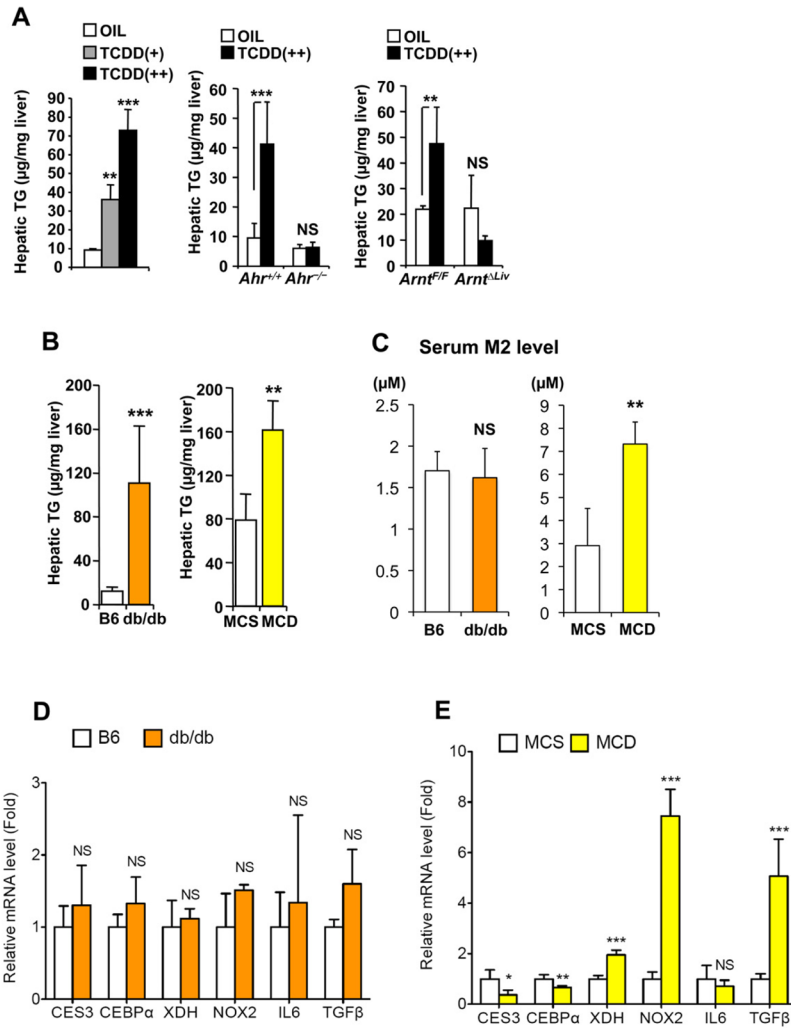 A
OIL
TCDD(+)
TCDD(++)
OIL
TCDD(++)
OIL
TCDD(++)
Hepatic TG (µg/mg liver)
90
80
70
60
50
40
30
20
10
0
**
***
Hepatic TG (µg/mg liver)
60
50
40
30
20
10
0
***
NS
Ahr+/+ Ahr−/−
Hepatic TG (µg/mg liver)
60
50
40
30
20
10
0
**
NS
ArntF/F ArntΔLiv
B
Hepatic TG (µg/mg liver)
200
160
120
80
40
0
***
B6 db/db
Hepatic TG (µg/mg liver)
200
160
120
80
40
0
**
MCS MCD
C Serum M2 level
(µM)
2.5
2
1.5
1
0.5
0
NS
B6 db/db
(µM)
9
8
7
6
5
4
3
2
1
0
**
MCS MCD
D
B6 db/db
Relative mRNA level (Fold)
3
2
1
0
NS NS NS NS NS NS
CES3 CEBPα XDH NOX2 IL6 TGFβ
E
MCS MCD
Relative mRNA level (Fold)
10
8
6
4
2
0
* ** *** *** NS ***
CES3 CEBPα XDH NOX2 IL6 TGFβ